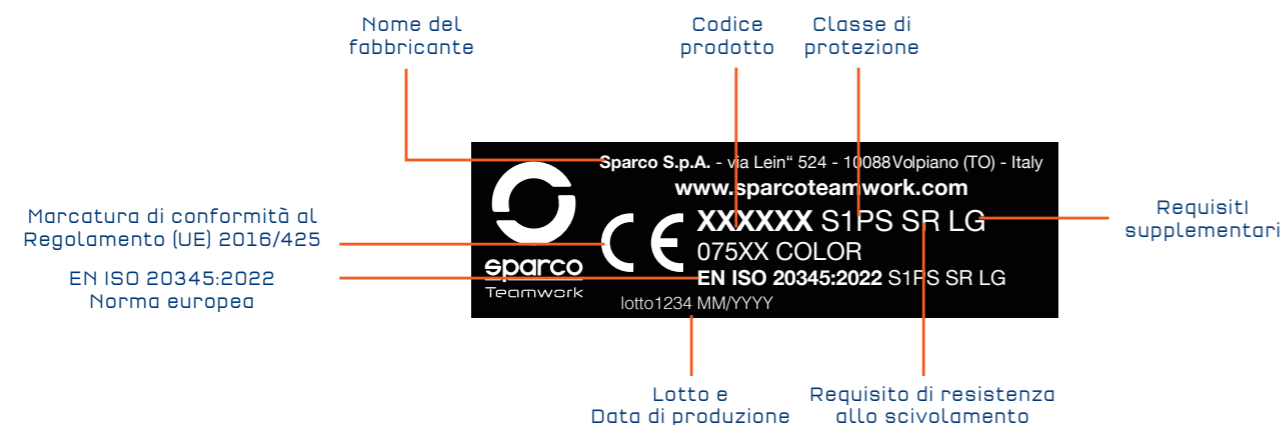 Nome del
fabbricante
Codice
prodotto
Classe di
protezione
Sparco S.p.A. - via Lein“ 524 - 10088Volpiano (TO) - Italy
www.sparcoteamwork.com
XXXXXX S1PS SR LG
075XX COLOR
EN ISO 20345:2022 S1PS SR LG
lotto1234 MM/YYYY
CE
sparco
Teamwork
Marcatura di conformità al
Regolamento (UE) 2016/425
EN ISO 20345:2022
Norma europea
RequisitI
supplementari
Lotto e
Data di produzione
Requisito di resistenza
allo scivolamento